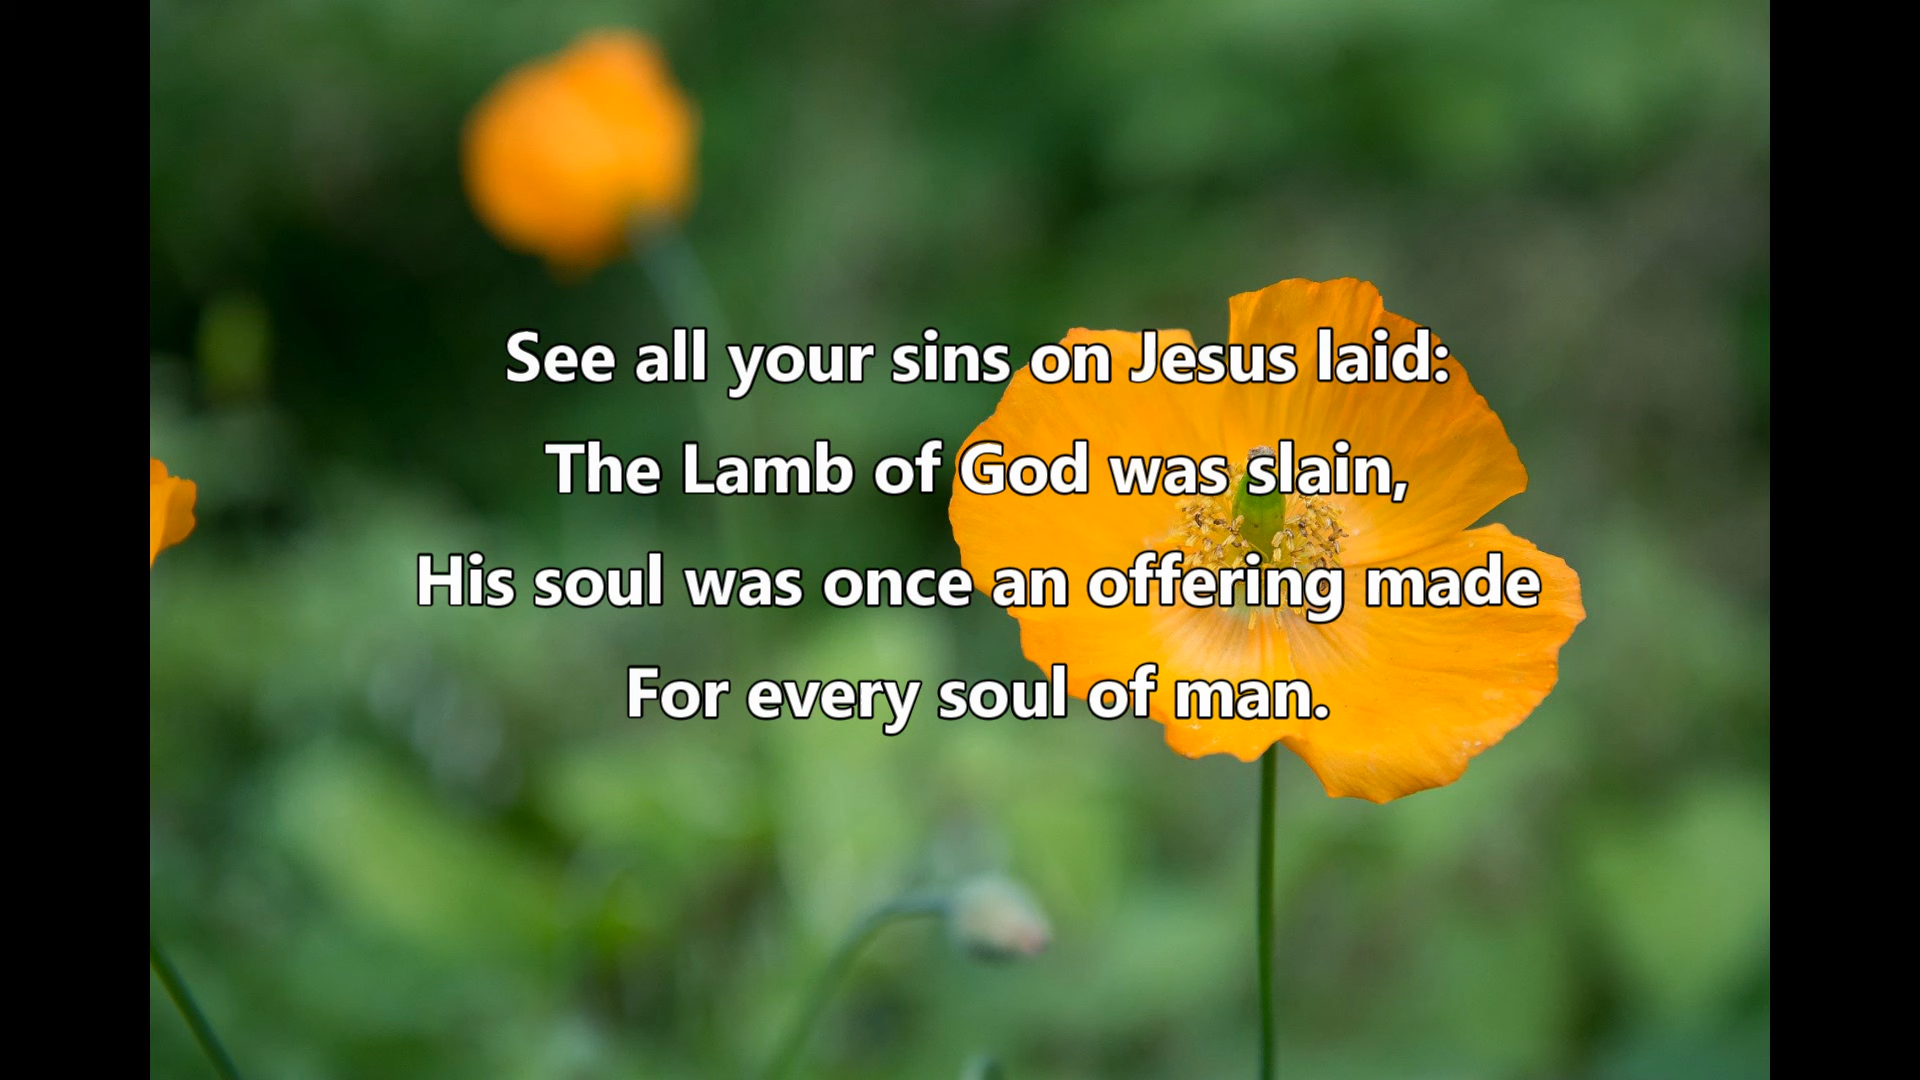 See all your sins on Jesus laid:
The Lamb of God was slain,
His soul was once an offering made
For every soul of man.